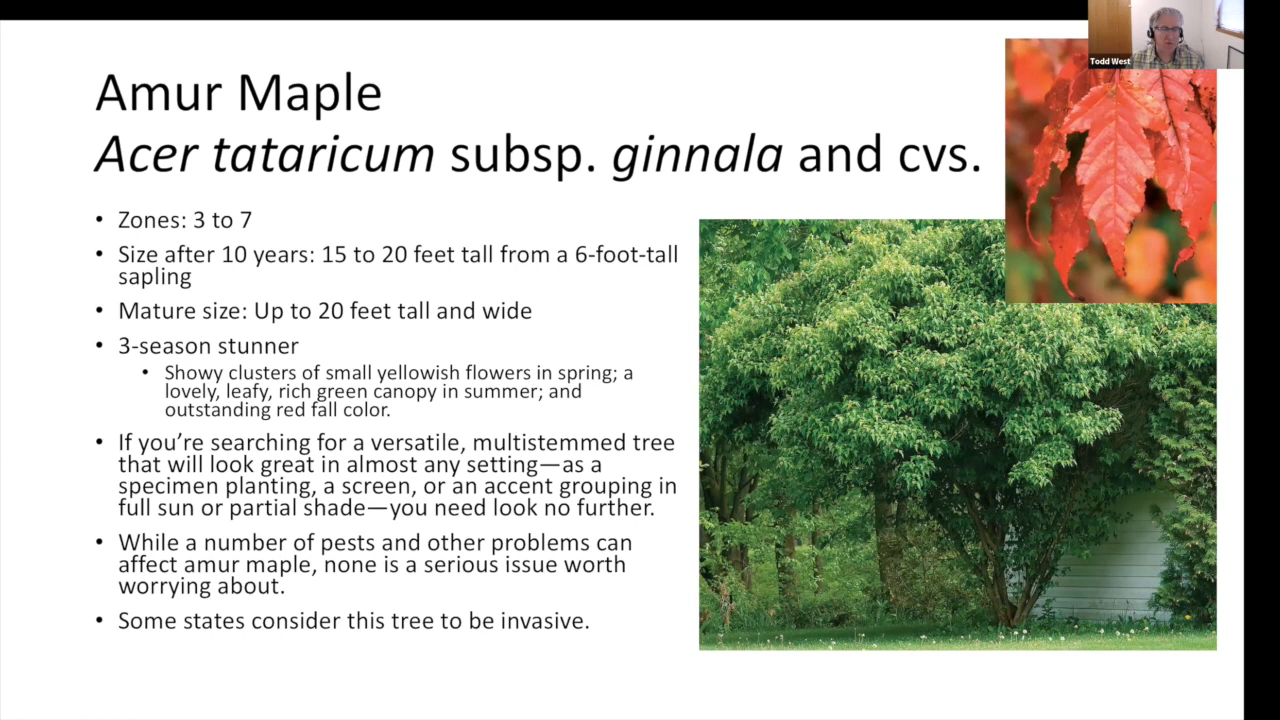 Todd West
Amur Maple
Acer tataricum subsp. ginnala and cvs.
• Zones: 3 to 7
• Size after 10 years: 15 to 20 feet tall from a 6-foot-tall
sapling
• Mature size: Up to 20 feet tall and wide
• 3-season stunner
• Showy clusters of small yellowish flowers in spring; a
lovely, leafy, rich green canopy in summer; and
outstanding red fall color.
• If you’re searching for a versatile, multistemmed tree
that will look great in almost any setting—as a
specimen planting, a screen, or an accent grouping in
full sun or partial shade—you need look no further.
• While a number of pests and other problems can
affect amur maple, none is a serious issue worth
worrying about.
• Some states consider this tree to be invasive.